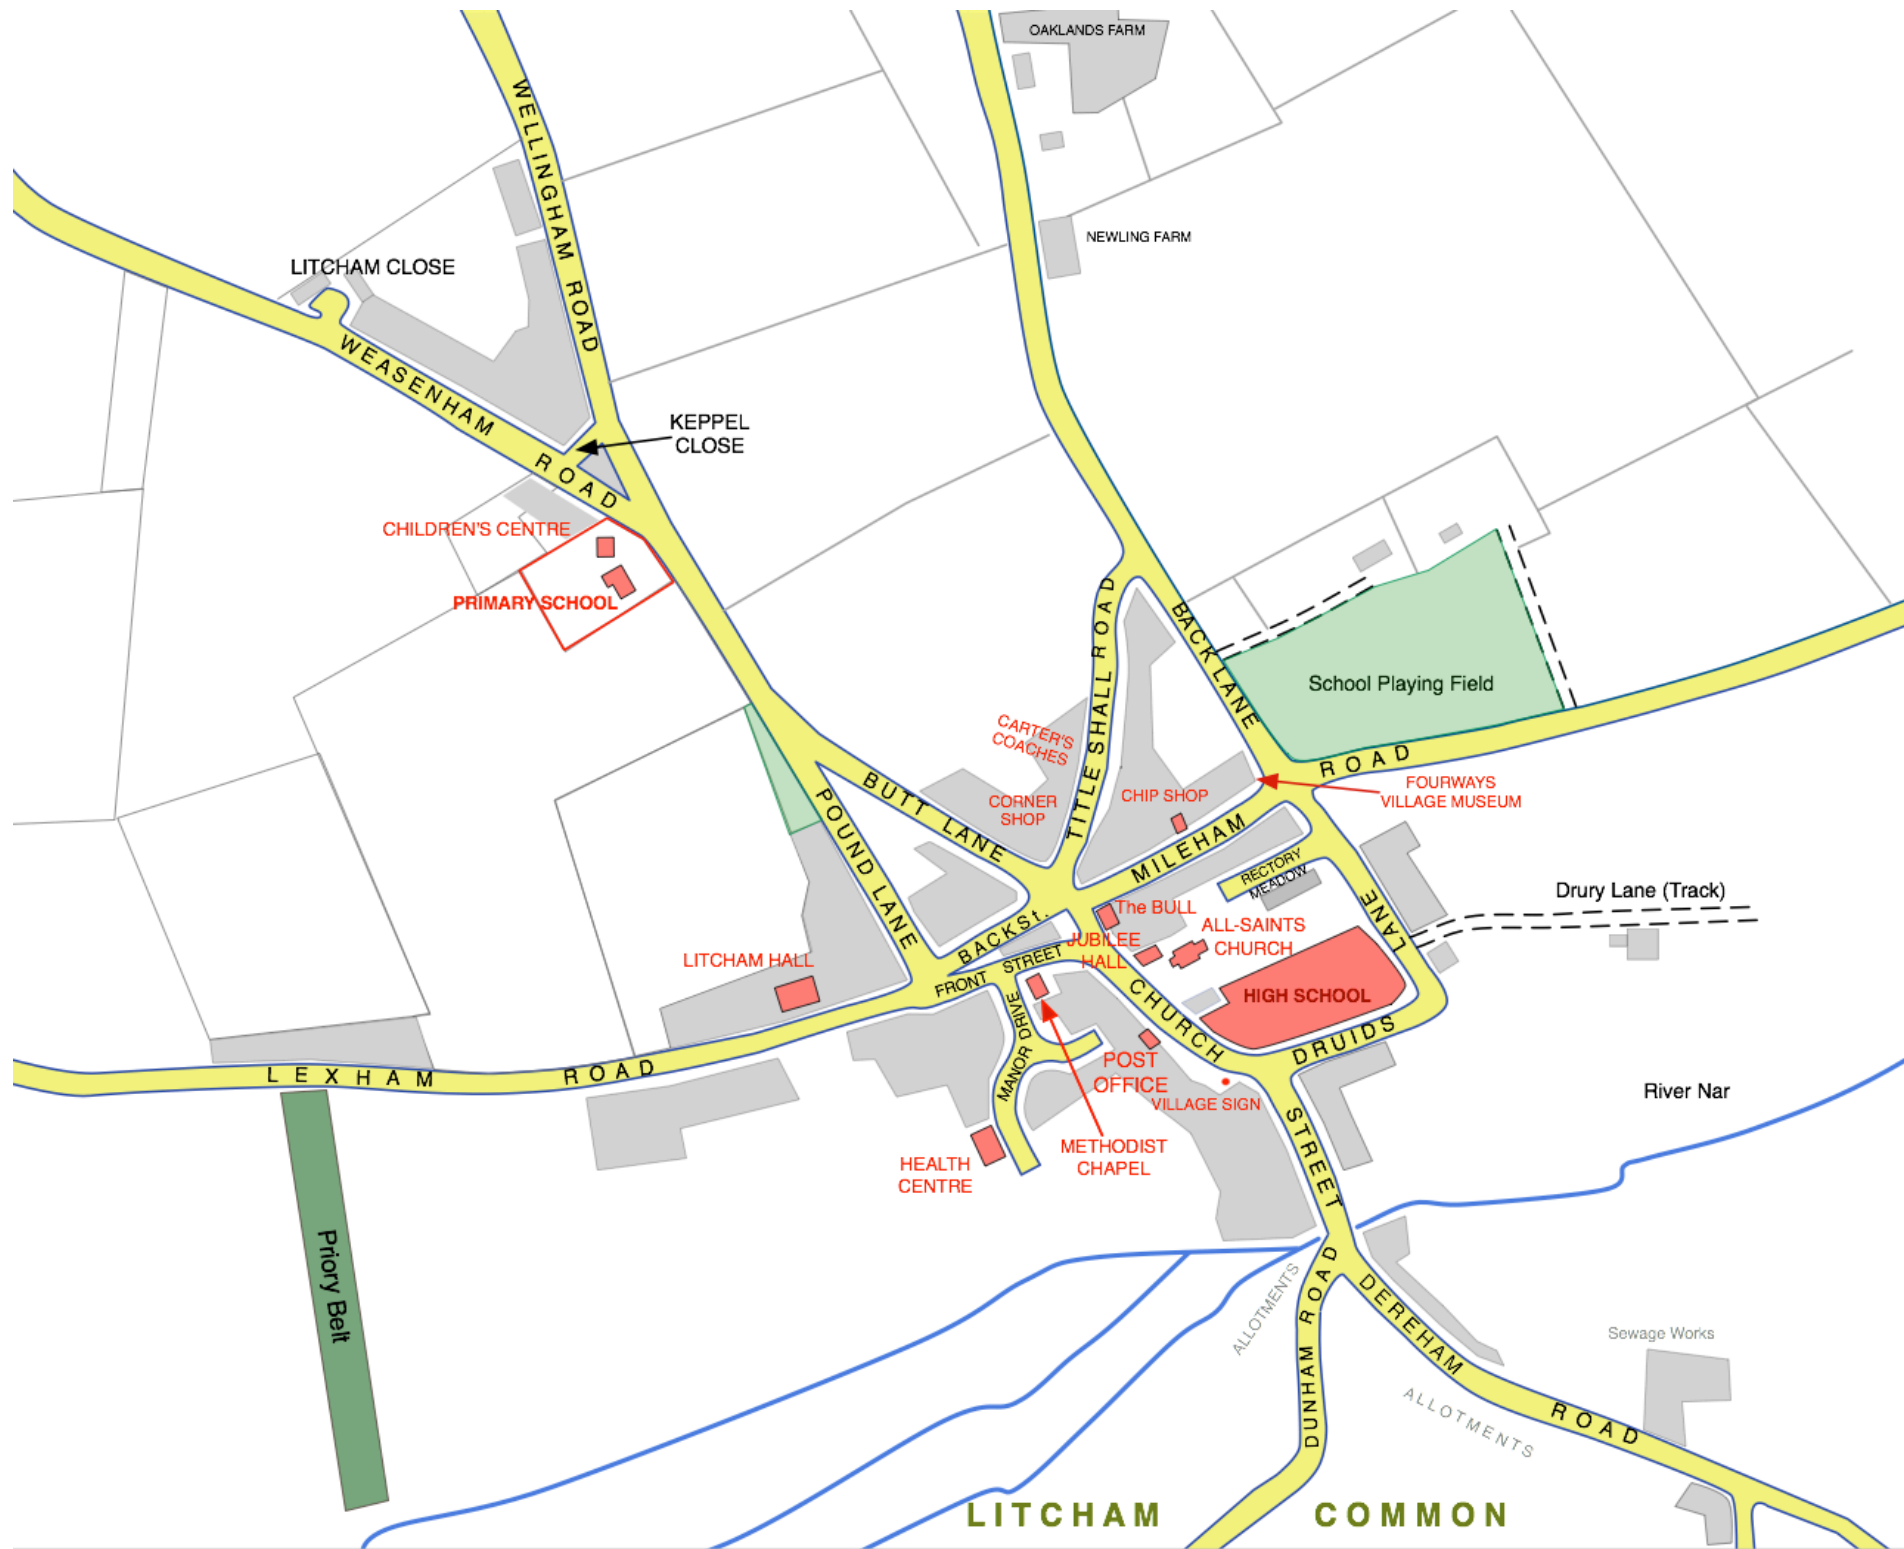 OAKLANDS FARM
WELLINGHAM ROAD
NEWLING FARM
LITCHAM CLOSE
WEASENHAM
ROAD
KEPPEL
CLOSE
CHILDREN'S CENTRE
PRIMARY SCHOOL
TITLESHALL ROAD
BACK LANE
School Playing Field
CARTER'S
COACHES
ROAD
FOURWAYS
VILLAGE MUSEUM
BUTT LANE
POUND LANE
CORNER
SHOP
CHIP SHOP
MILEHAM
RECTORY
MEADOW
LANE
Drury Lane (Track)
The BULL
BACK St.
JUBILEE
HALL
ALL-SAINTS
CHURCH
LITCHAM HALL
FRONT STREET
HIGH SCHOOL
MANOR DRIVE
CHURCH
DRUIDS
LEXHAM ROAD
POST
OFFICE
VILLAGE SIGN
River Nar
STREET
METHODIST
CHAPEL
HEALTH
CENTRE
Priory Belt
ALLOTMENTS
DUNHAM ROAD
DEREHAM
ROAD
Sewage Works
ALLOTMENTS
LITCHAM COMMON